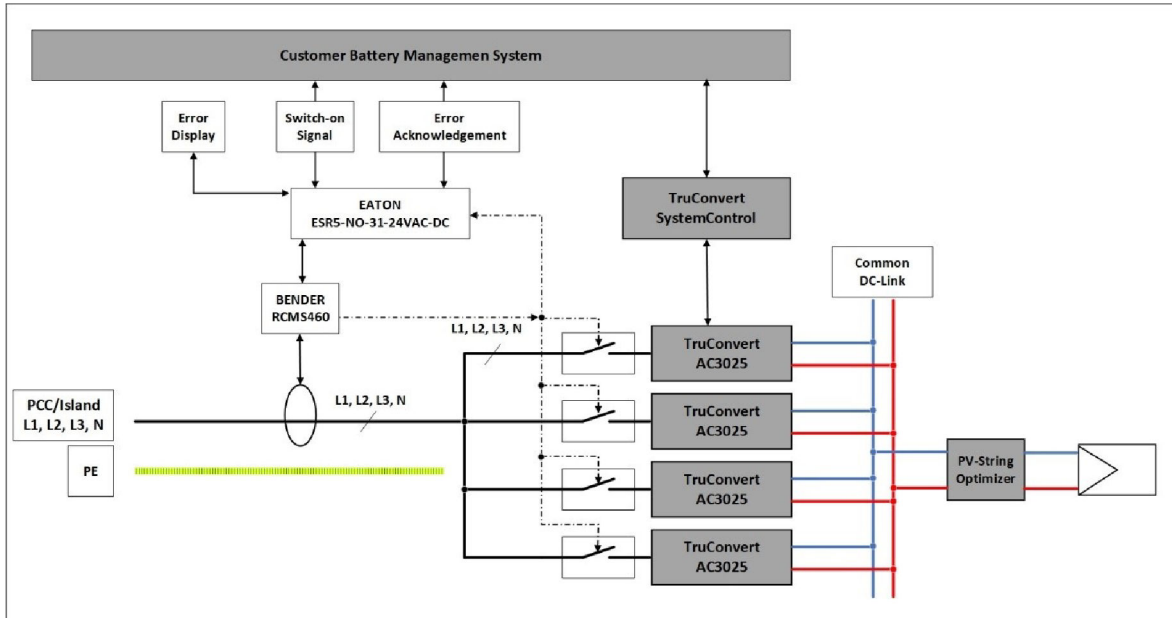 Customer Battery Managemen System
Error
Display
Switch-on
Signal
Error
Acknowledgement
EATON
ESR5-NO-31-24VAC-DC
TruConvert
SystemControl
Common
DC-Link
BENDER
RCMS460
L1, L2, L3, N
TruConvert
AC3025
PCC/Island
L1, L2, L3, N
L1, L2, L3, N
TruConvert
AC3025
PE
PV-String
Optimizer
TruConvert
AC3025
TruConvert
AC3025